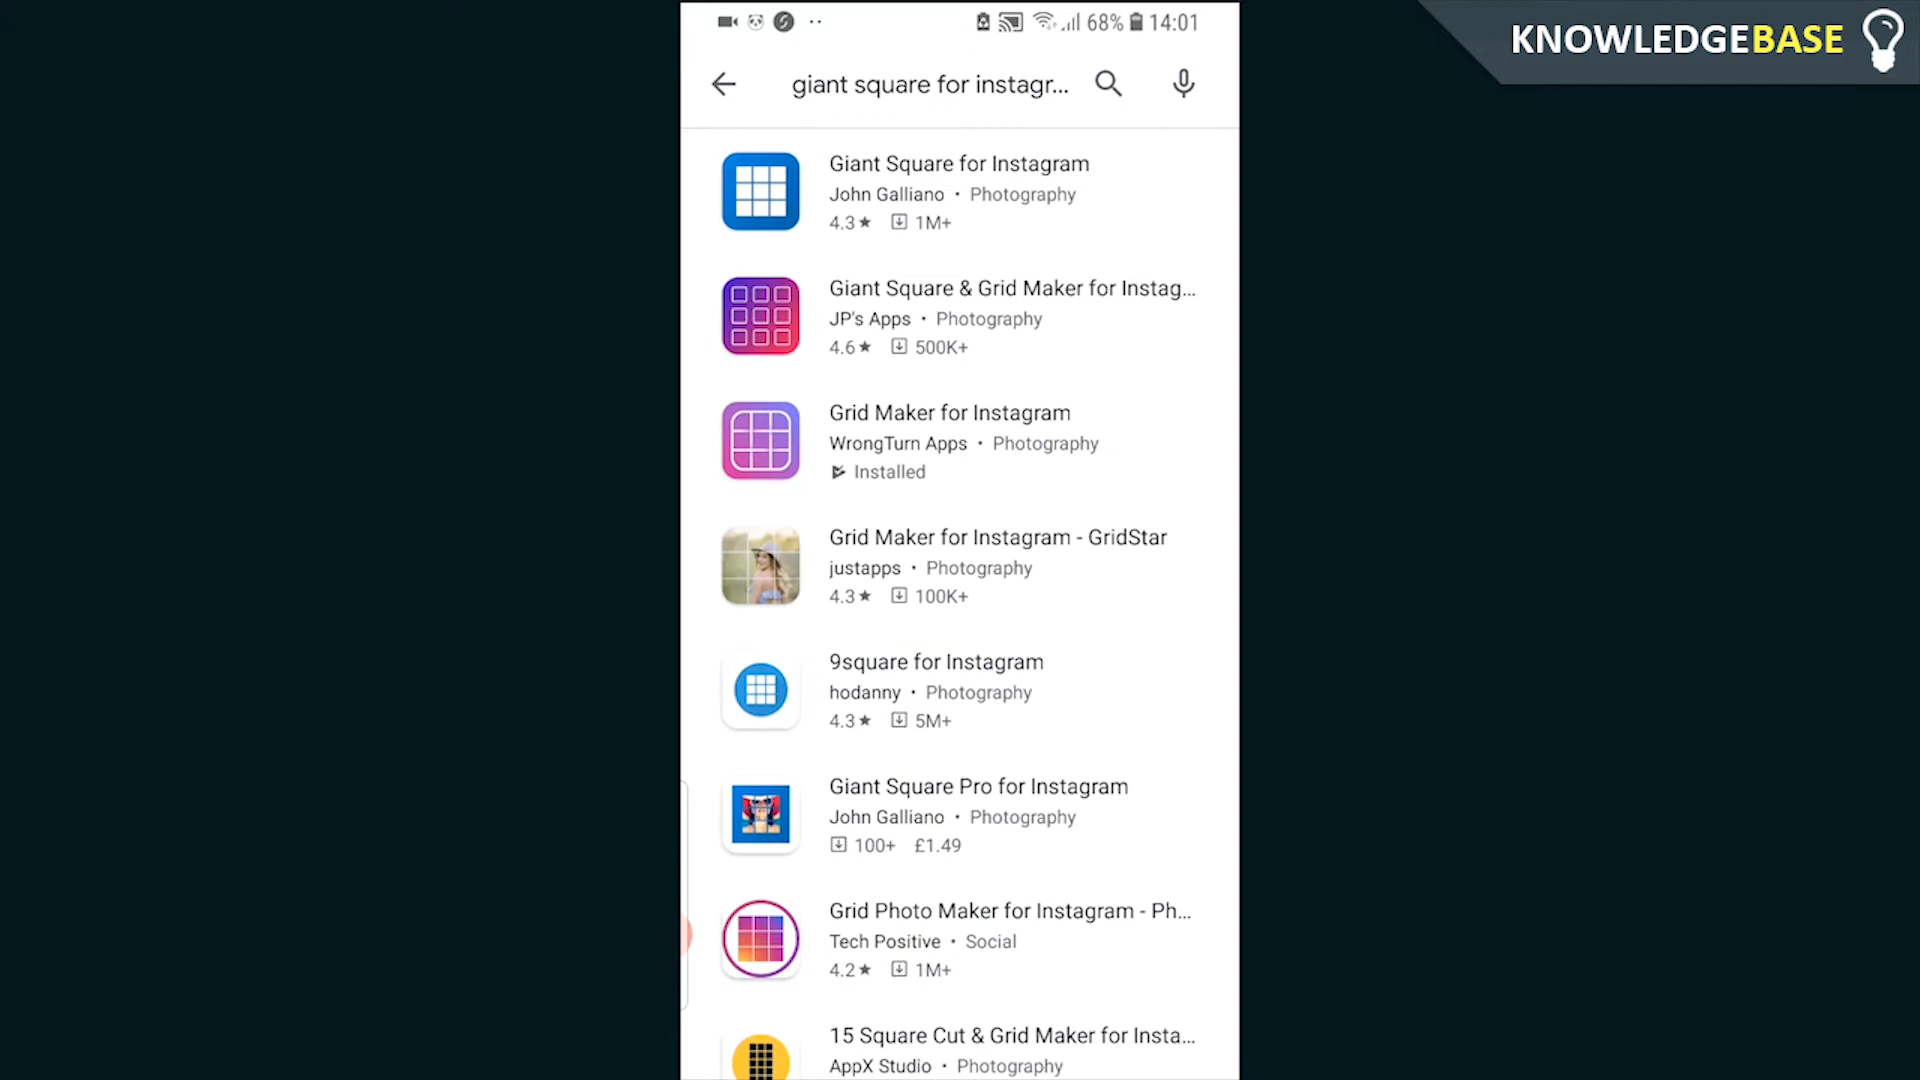 68% 14:01
KNOWLEDGEBASE
giant square for instagr...
Giant Square for Instagram
John Galliano • Photography
4.3★ 1M+
Giant Square & Grid Maker for Instag...
JP's Apps • Photography
4.6★ 500K+
Grid Maker for Instagram
WrongTurn Apps • Photography
Installed
Grid Maker for Instagram - GridStar
justapps • Photography
4.3★ 100K+
9square for Instagram
hodanny • Photography
4.3★ 5M+
Giant Square Pro for Instagram
John Galliano • Photography
100+ £1.49
Grid Photo Maker for Instagram - Ph...
Tech Positive • Social
4.2★ 1M+
15 Square Cut & Grid Maker for Insta...
AppX Studio • Photography